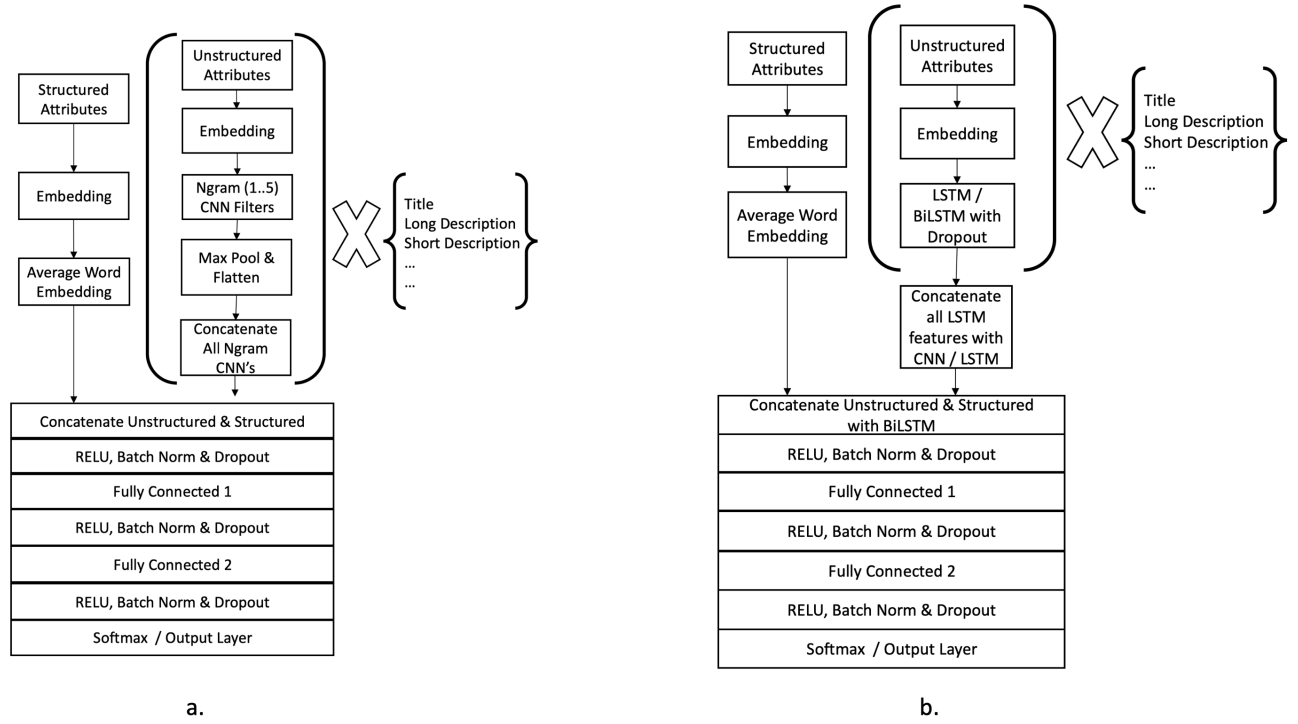 Structured
Attributes
Embedding
Average Word
Embedding
Unstructured
Attributes
Embedding
Ngram (1..5)
CNN Filters
Max Pool &
Flatten
Concatenate
All Ngram
CNN's
Title
Long Description
Short Description
...
...
Concatenate Unstructured & Structured
RELU, Batch Norm & Dropout
Fully Connected 1
RELU, Batch Norm & Dropout
Fully Connected 2
RELU, Batch Norm & Dropout
Softmax / Output Layer
a.
Structured
Attributes
Embedding
Average Word
Embedding
Unstructured
Attributes
Embedding
LSTM /
BiLSTM with
Dropout
Concatenate
all LSTM
features with
CNN / LSTM
Title
Long Description
Short Description
...
...
Concatenate Unstructured & Structured
with BiLSTM
RELU, Batch Norm & Dropout
Fully Connected 1
RELU, Batch Norm & Dropout
Fully Connected 2
RELU, Batch Norm & Dropout
Softmax / Output Layer
b.